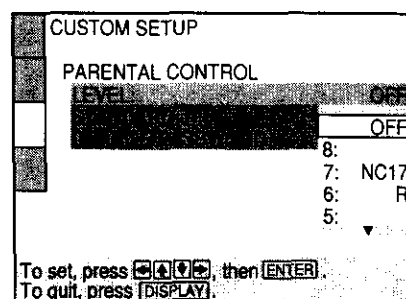 CUSTOM SETUP
PARENTAL CONTROL
LEVEL: OFF
OFF
8:
7: NC17
6: R
5:
To set, press ←↑↓→, then ENTER.
To quit, press DISPLAY.